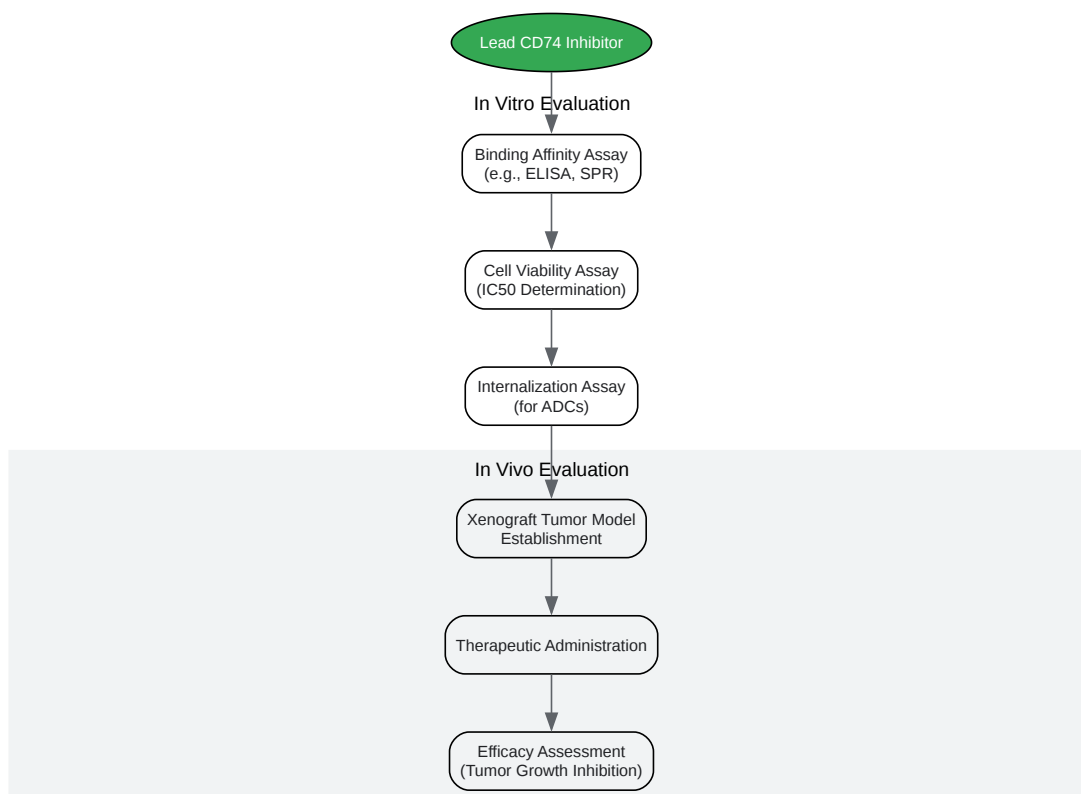 Lead CD74 Inhibitor
In Vitro Evaluation
Binding Affinity Assay
(e.g., ELISA, SPR)
Cell Viability Assay
(IC50 Determination)
Internalization Assay
(for ADCs)
In Vivo Evaluation
Xenograft Tumor Model
Establishment
Therapeutic Administration
Efficacy Assessment
(Tumor Growth Inhibition)